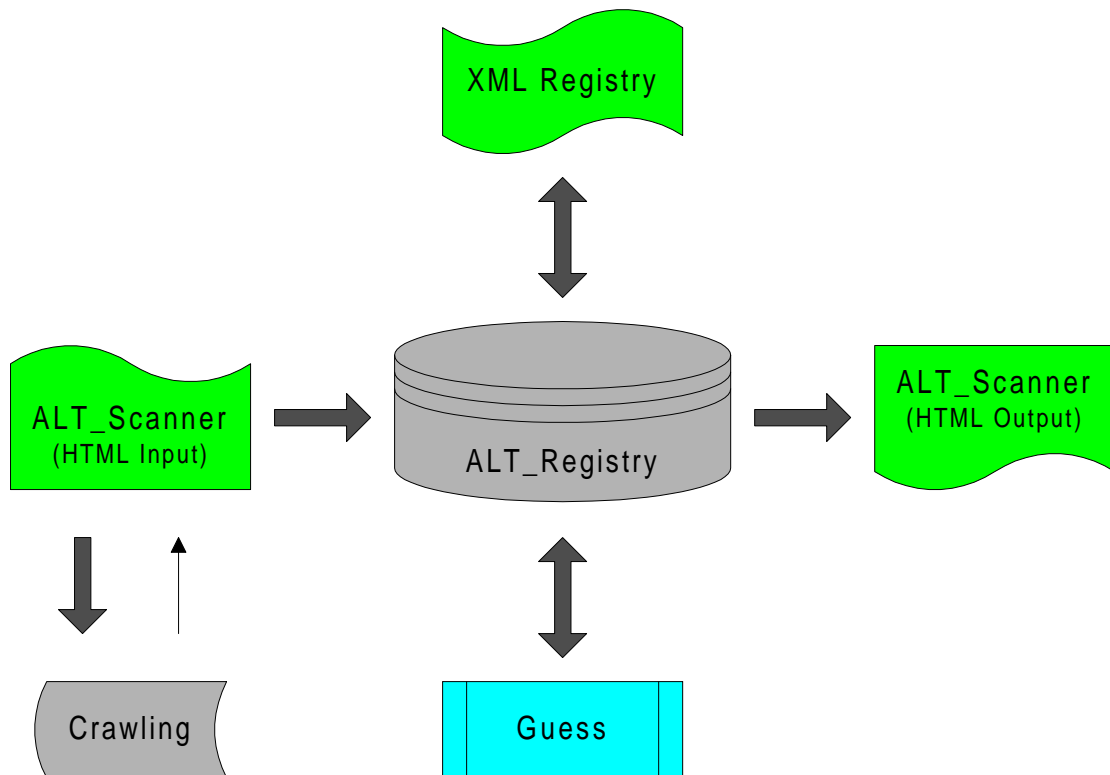 XML Registry
ALT_Scanner
(HTML Input)
ALT_Registry
ALT_Scanner
(HTML Output)
Crawling
Guess